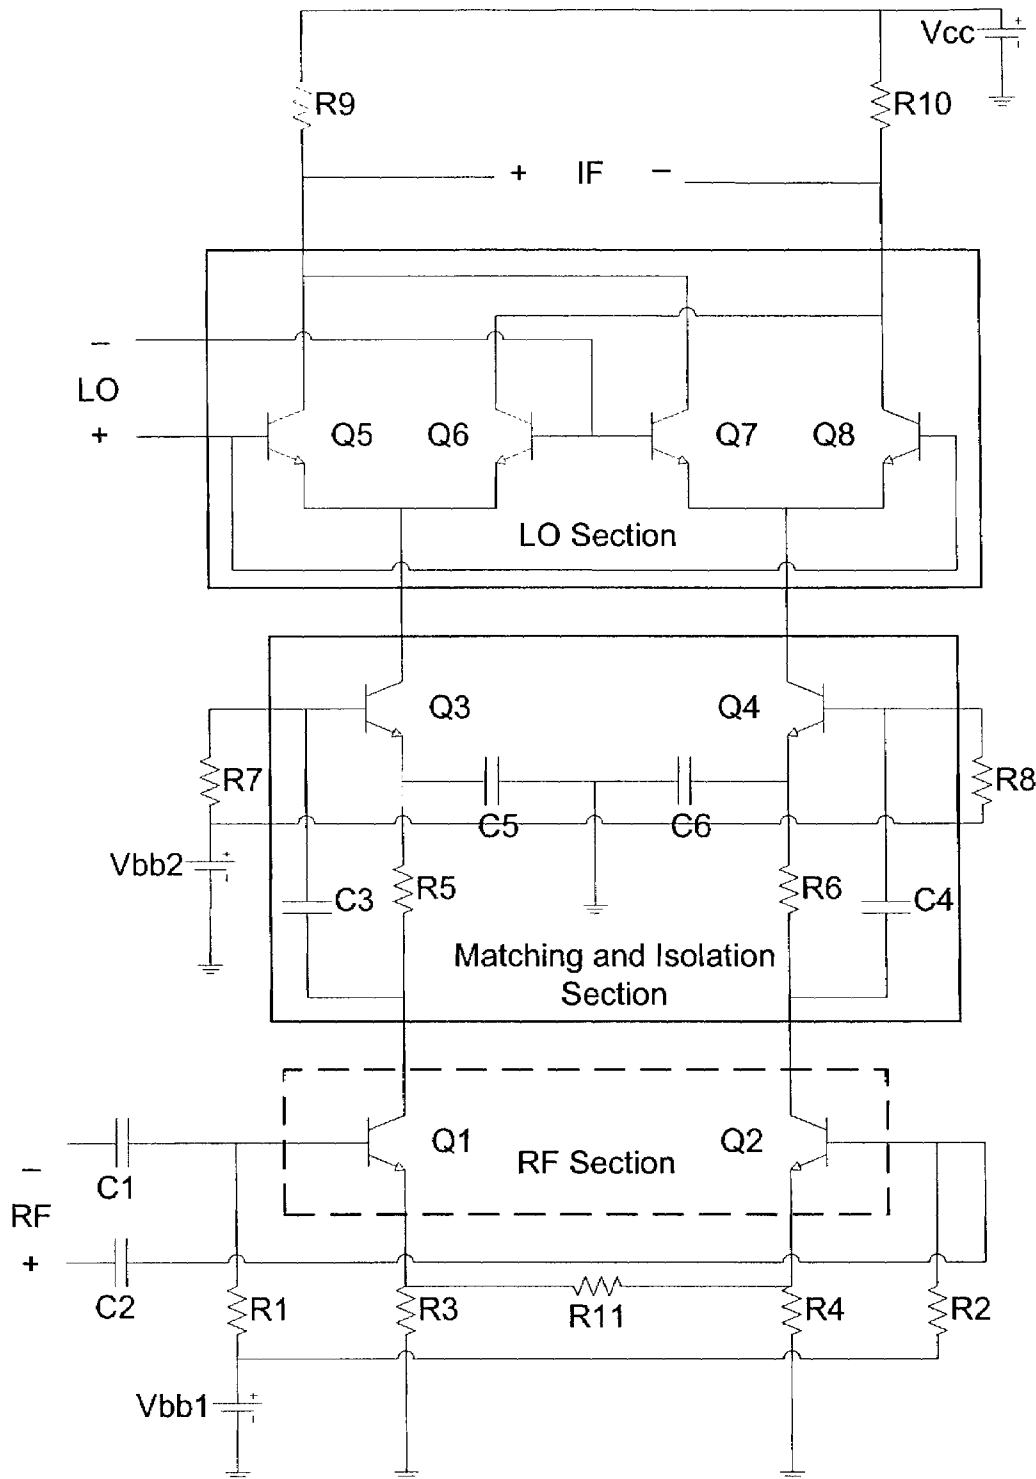 Vcc
+
R9
R10
+ IF −
−
LO
+
Q5
Q6
Q7
Q8
LO Section
Q3
Q4
R7
R8
C5
C6
Vbb2
+
C3
R5
R6
C4
Matching and Isolation
Section
Q1
Q2
RF Section
−
C1
RF
+
C2
R1
R3
R11
R4
R2
Vbb1
+